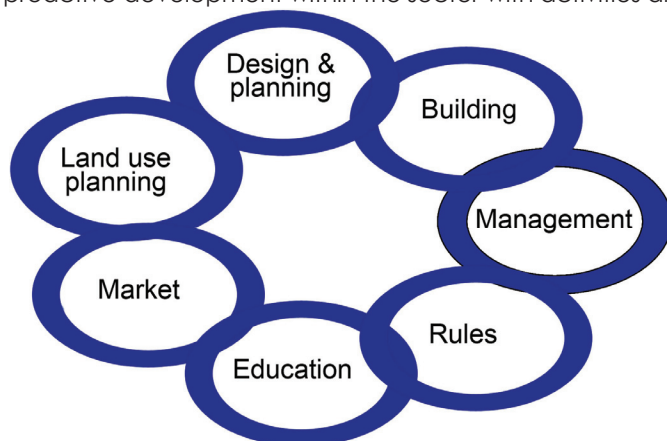 Design &
planning
Building
Management
Rules
Education
Market
Land use
planning